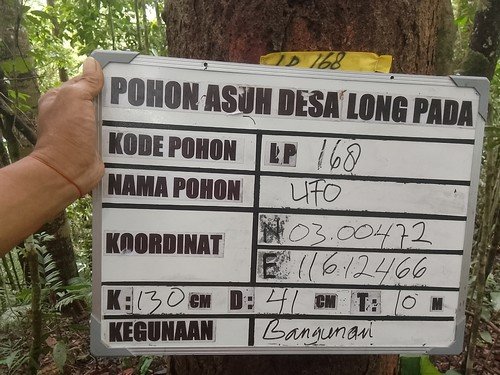 LP 168
POHON ASUH DESA LONG PADA
KODE POHON LP 168
NAMA POHON UFO
KOORDINAT N 03.00472
E 116.12466
K: 130 CM D: 41 CM T: 10 M
KEGUNAAN Bangunan